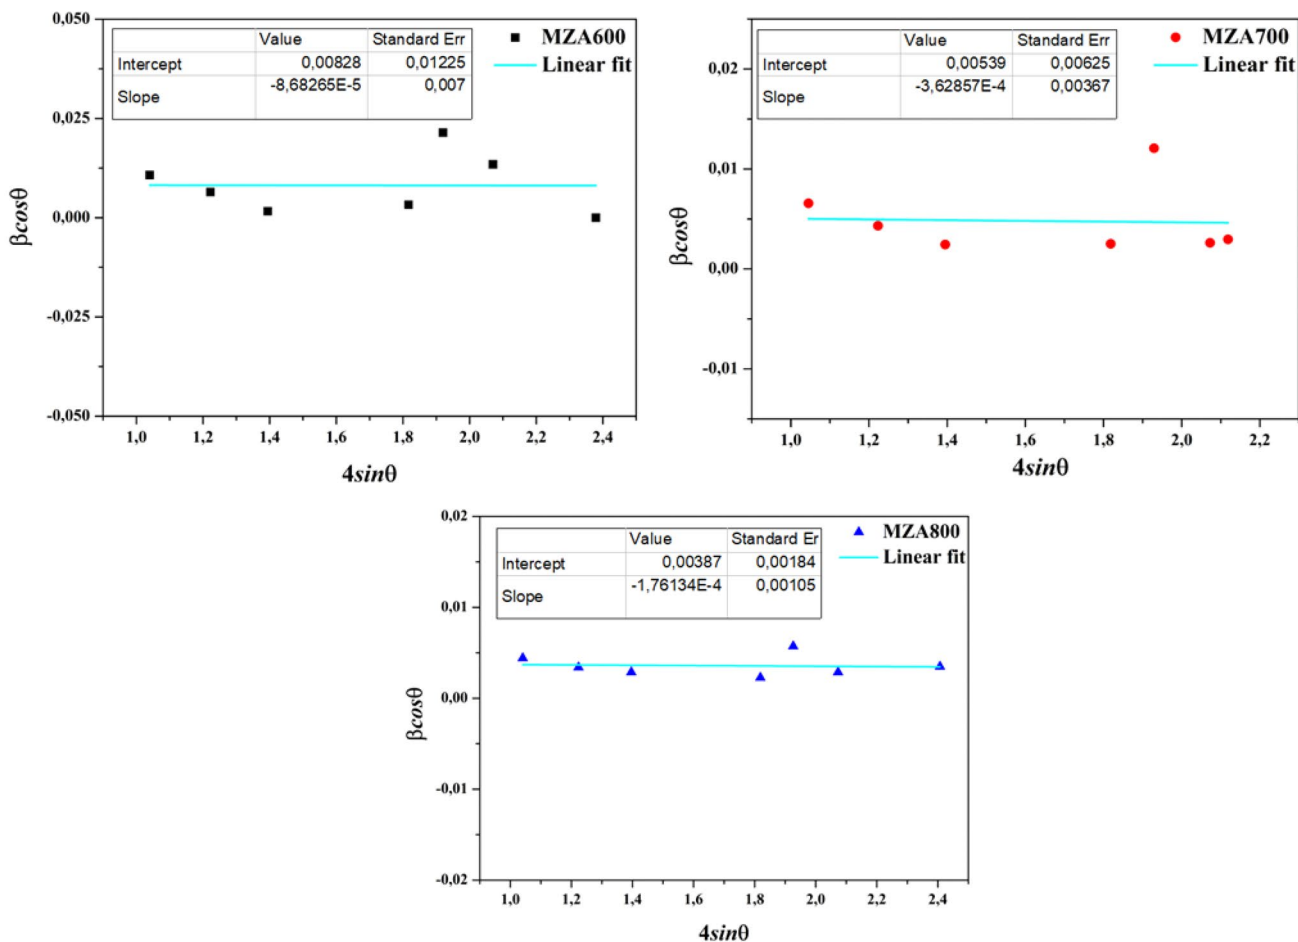 0,050
0,025
0,000
-0,025
-0,050
βcosθ
Value Standard Err
Intercept 0,00828 0,01225
Slope -8,68265E-5 0,007
MZA600
Linear fit
1,0 1,2 1,4 1,6 1,8 2,0 2,2 2,4
4sinθ
0,02
0,01
0,00
-0,01
βcosθ
Value Standard Err
Intercept 0,00539 0,00625
Slope -3,62857E-4 0,00367
MZA700
Linear fit
1,0 1,2 1,4 1,6 1,8 2,0 2,2
4sinθ
0,02
0,01
0,00
-0,01
-0,02
βcosθ
Value Standard Er
Intercept 0,00387 0,00184
Slope -1,76134E-4 0,00105
MZA800
Linear fit
1,0 1,2 1,4 1,6 1,8 2,0 2,2 2,4
4sinθ